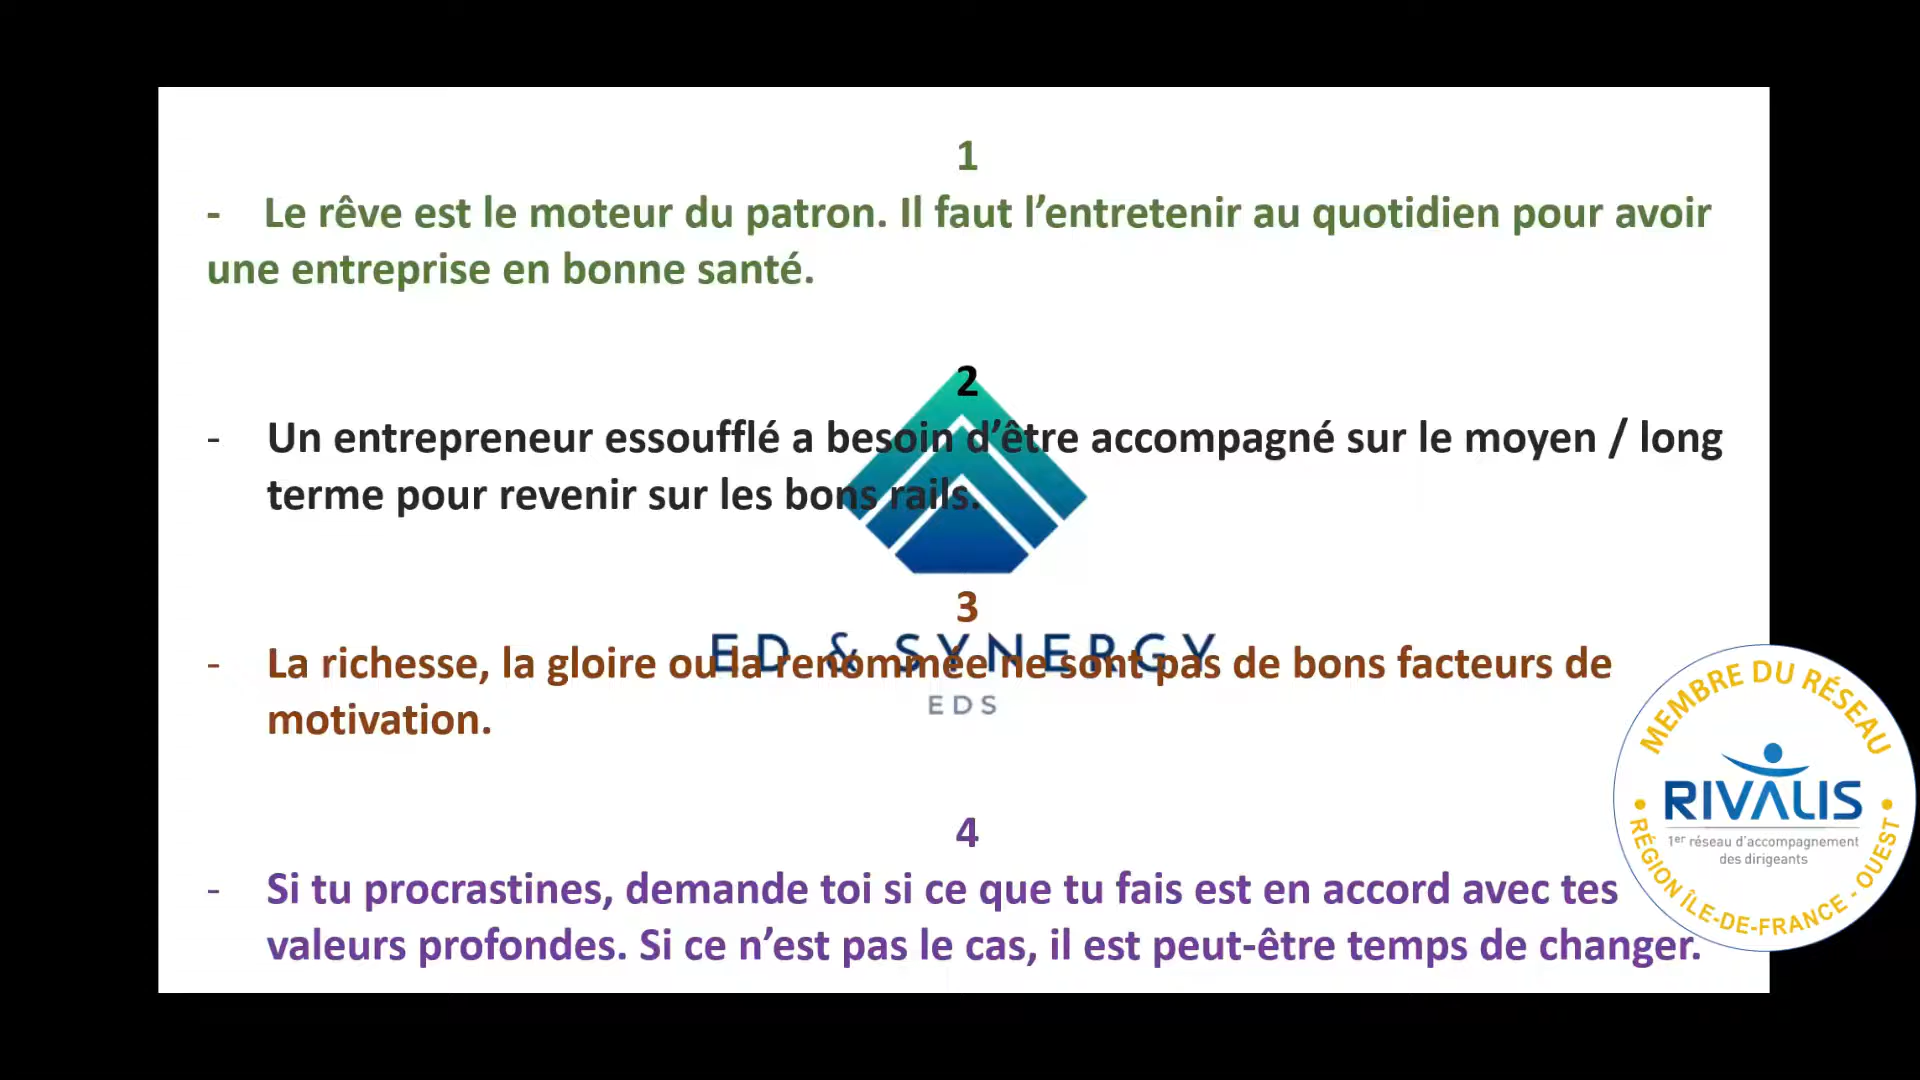 1
- Le rêve est le moteur du patron. Il faut l’entretenir au quotidien pour avoir
une entreprise en bonne santé.
2
- Un entrepreneur essoufflé a besoin d’être accompagné sur le moyen / long
terme pour revenir sur les bons rails.
3
- La richesse, la gloire ou la renommée ne sont pas de bons facteurs de
motivation.
4
- Si tu procrastines, demande toi si ce que tu fais est en accord avec tes
valeurs profondes. Si ce n’est pas le cas, il est peut-être temps de changer.
ED & SYNERGY
EDS
MEMBRE DU RÉSEAU
RIVALIS
1er réseau d'accompagnement
des dirigeants
RÉGION ÎLE-DE-FRANCE - OUEST